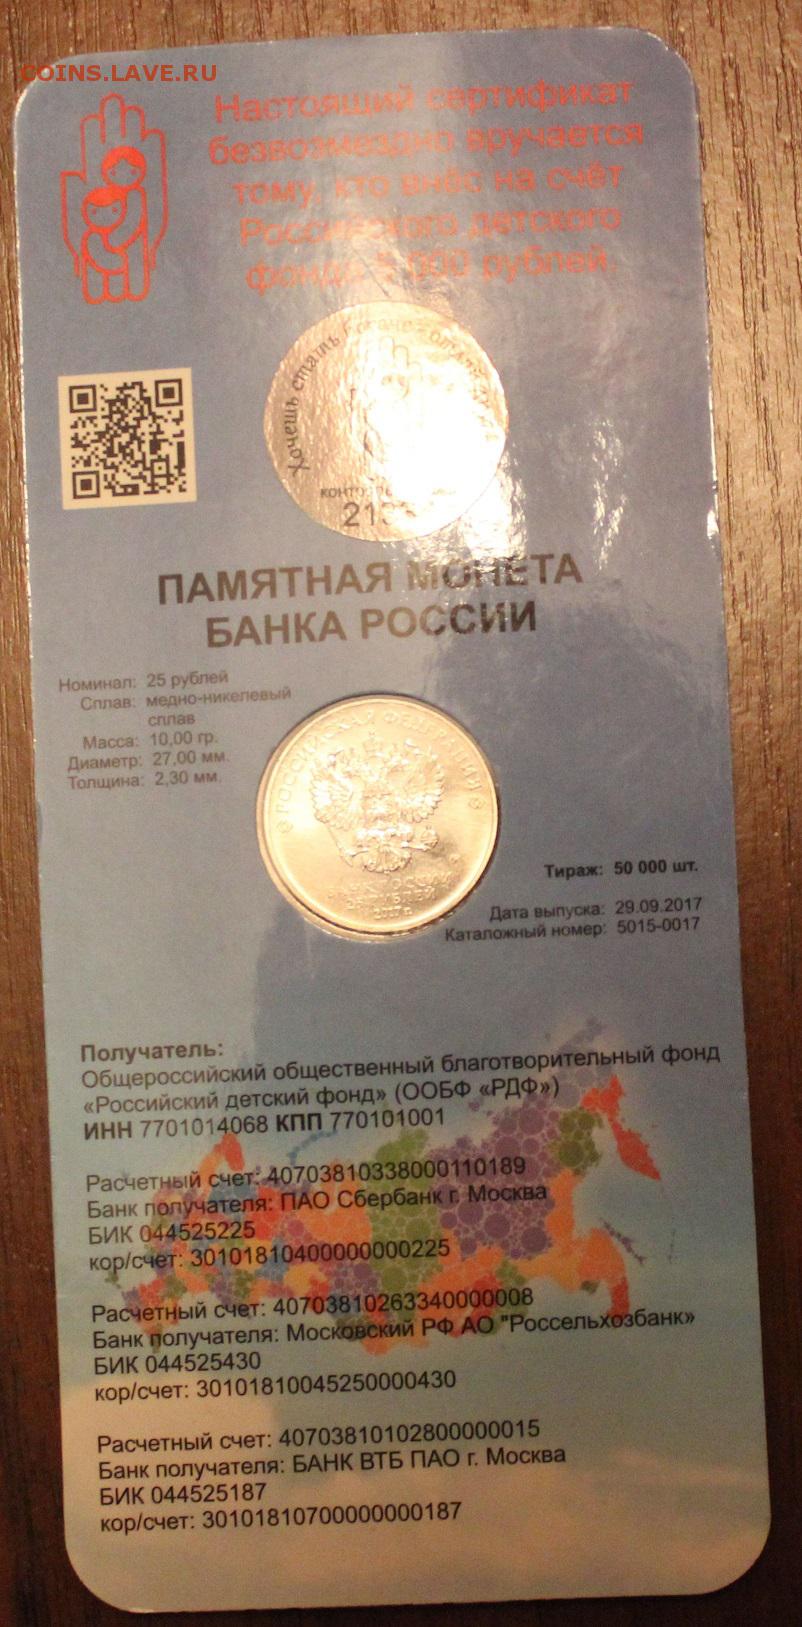 COINS.LAVE.RU
Настоящий сертификат
безвозмездно вручается
тому, кто внёс на счёт
Российского детского
фонда 5 000 рублей.
Хочешь стать
ПАМЯТНАЯ МОНЕТА
БАНКА РОССИИ
Номинал: 25 рублей
Сплав: медно-никелевый
сплав
Масса: 10,00 гр.
Диаметр: 27,00 мм.
Толщина: 2,30 мм.
РОССИЙСКАЯ ФЕДЕРАЦИЯ
2017 г.
Тираж: 50 000 шт.
Дата выпуска: 29.09.2017
Каталожный номер: 5015-0017
Получатель:
Общероссийский общественный благотворительный фонд
«Российский детский фонд» (ООБФ «РДФ»)
ИНН 7701014068 КПП 770101001
Расчетный счет: 40703810338000110189
Банк получателя: ПАО Сбербанк г. Москва
БИК 044525225
кор/счет: 30101810400000000225
Расчетный счет: 40703810263340000008
Банк получателя: Московский РФ АО "Россельхозбанк»
БИК 044525430
кор/счет: 30101810045250000430
Расчетный счет: 40703810102800000015
Банк получателя: БАНК ВТБ ПАО г. Москва
БИК 044525187
кор/счет: 30101810700000000187